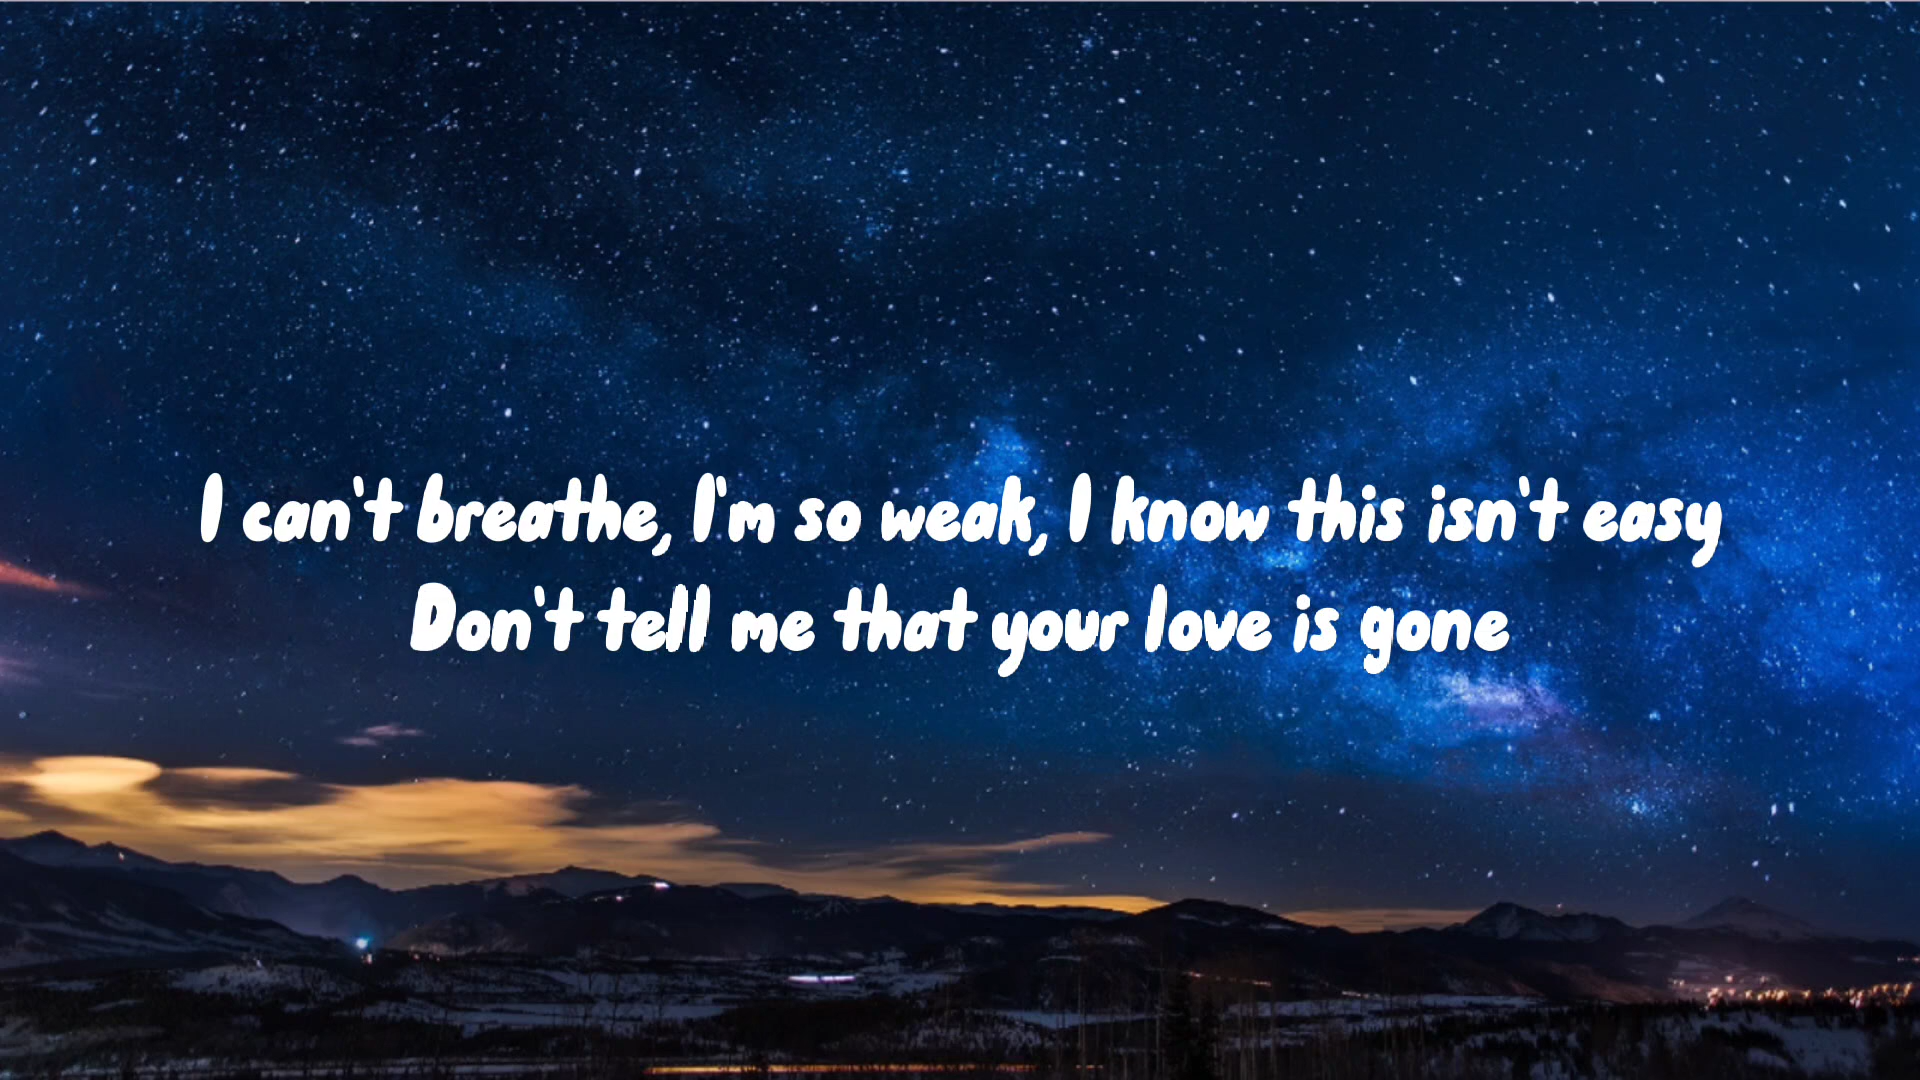 I can't breathe, I'm so weak, I know this isn't easy
Don't tell me that your love is gone